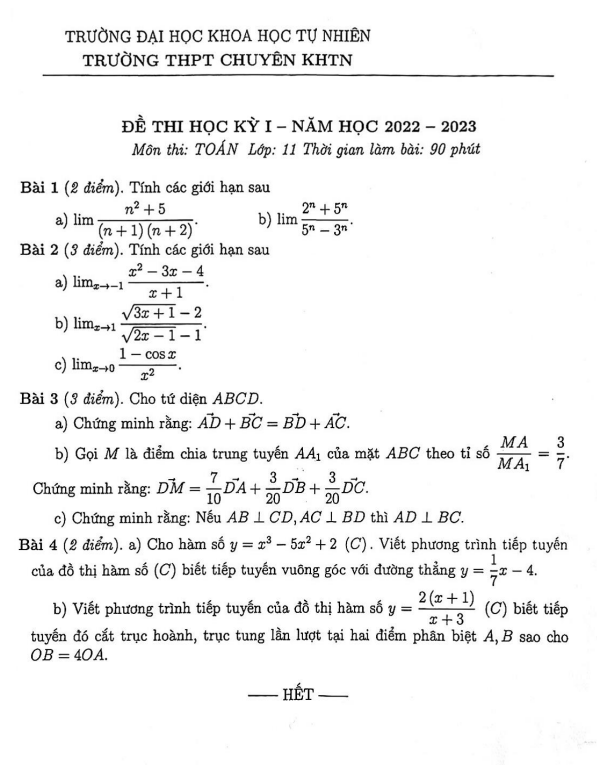 TRƯỜNG ĐẠI HỌC KHOA HỌC TỰ NHIÊN
TRƯỜNG THPT CHUYÊN KHTN
ĐỀ THI HỌC KỲ I – NĂM HỌC 2022 – 2023
Môn thi: TOÁN Lớp: 11 Thời gian làm bài: 90 phút
Bài 1 (2 điểm). Tính các giới hạn sau
a) $\lim \frac{n^2+5}{(n+1)(n+2)}$. b) $\lim \frac{2^n+5^n}{5^n-3^n}$.
Bài 2 (3 điểm). Tính các giới hạn sau
a) $\lim_{x\to-1} \frac{x^2-3x-4}{x+1}$.
b) $\lim_{x\to1} \frac{\sqrt{3x+1}-2}{\sqrt{2x-1}-1}$.
c) $\lim_{x\to0} \frac{1-\cos x}{x^2}$.
Bài 3 (3 điểm). Cho tứ diện ABCD.
a) Chứng minh rằng: $\vec{AD}+\vec{BC}=\vec{BD}+\vec{AC}$.
b) Gọi M là điểm chia trung tuyến $AA_1$ của mặt ABC theo tỉ số $\frac{MA}{MA_1}=\frac{3}{7}$.
Chứng minh rằng: $\vec{DM}=\frac{7}{10}\vec{DA}+\frac{3}{20}\vec{DB}+\frac{3}{20}\vec{DC}$.
c) Chứng minh rằng: Nếu $AB \perp CD, AC \perp BD$ thì $AD \perp BC$.
Bài 4 (2 điểm). a) Cho hàm số $y=x^3-5x^2+2$ (C). Viết phương trình tiếp tuyến
của đồ thị hàm số (C) biết tiếp tuyến vuông góc với đường thẳng $y=\frac{1}{7}x-4$.
b) Viết phương trình tiếp tuyến của đồ thị hàm số $y=\frac{2(x+1)}{x+3}$ (C) biết tiếp
tuyến đó cắt trục hoành, trục tung lần lượt tại hai điểm phân biệt A, B sao cho
OB = 4OA.
—— HẾT ——